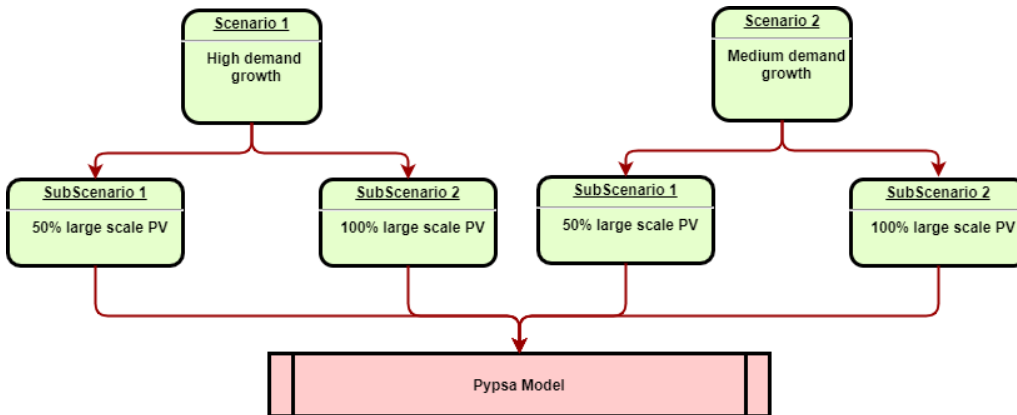 Scenario 1
High demand
growth
Scenario 2
Medium demand
growth
SubScenario 1
50% large scale PV
SubScenario 2
100% large scale PV
SubScenario 1
50% large scale PV
SubScenario 2
100% large scale PV
Pypsa Model